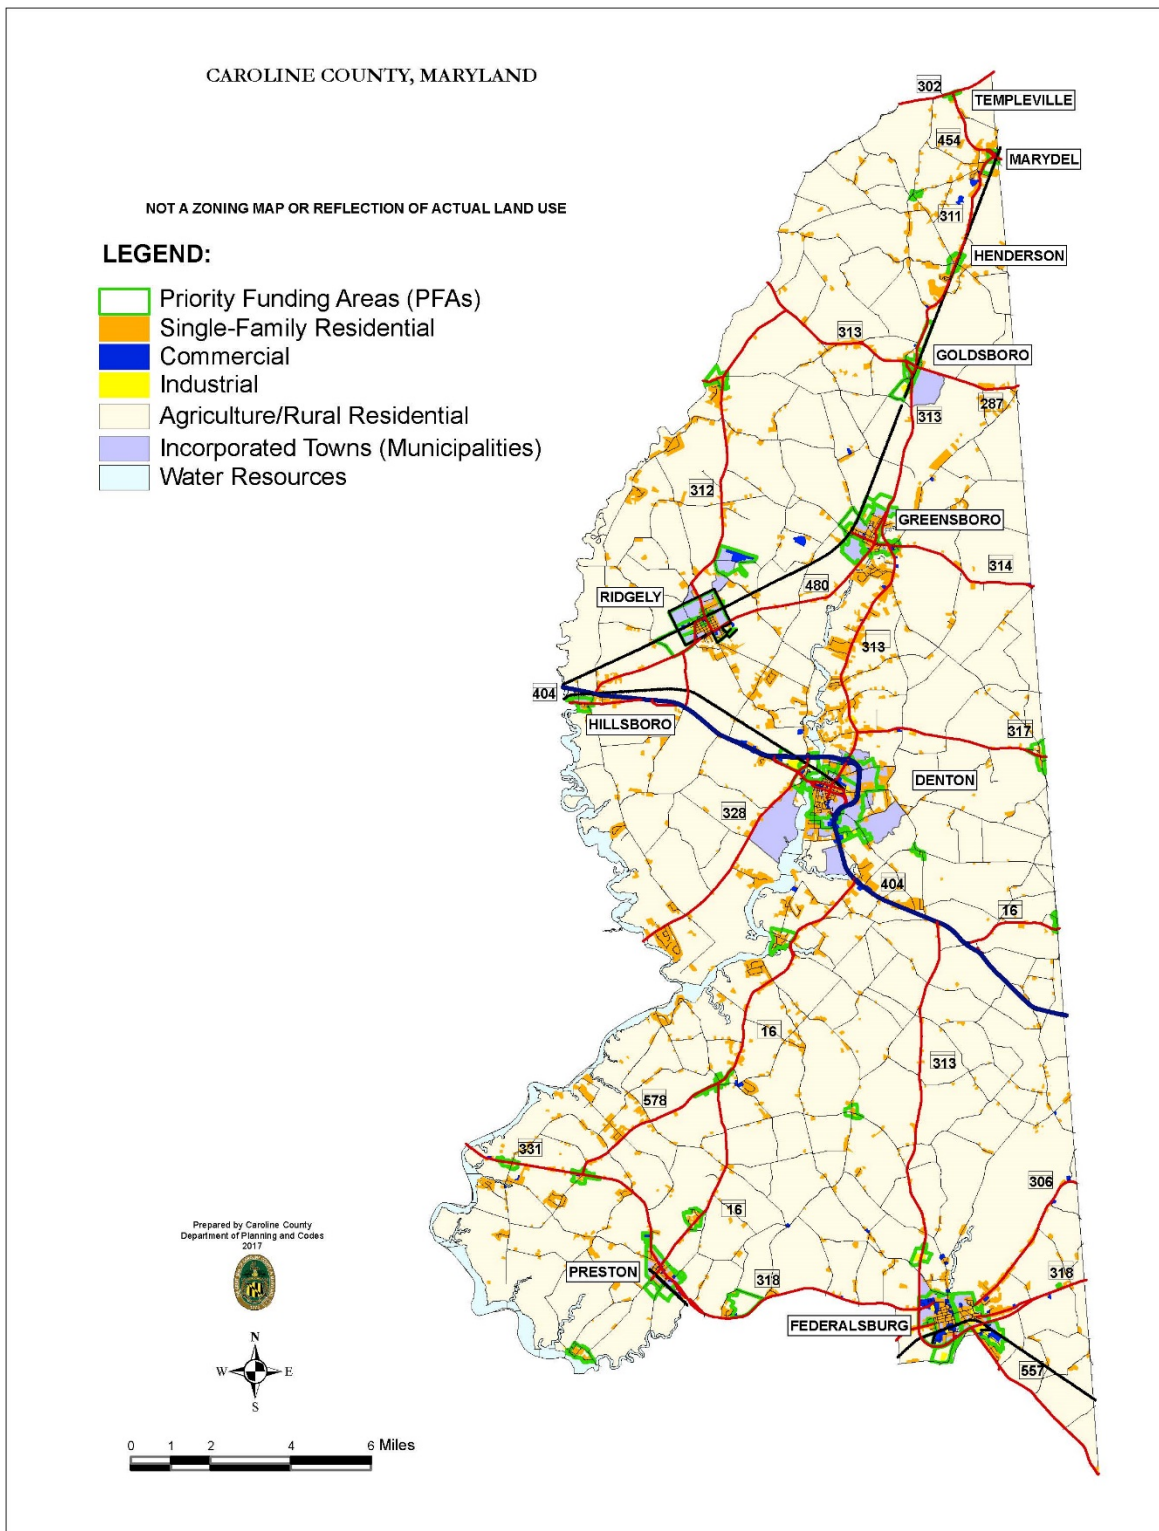 CAROLINE COUNTY, MARYLAND
NOT A ZONING MAP OR REFLECTION OF ACTUAL LAND USE
LEGEND:
Priority Funding Areas (PFAs)
Single-Family Residential
Commercial
Industrial
Agriculture/Rural Residential
Incorporated Towns (Municipalities)
Water Resources
302
TEMPLEVILLE
454
MARYDEL
311
HENDERSON
313
GOLDSBORO
287
313
312
GREENSBORO
314
480
RIDGELY
313
404
HILLSBORO
317
DENTON
328
404
16
16
313
578
331
306
16
PRESTON
318
318
FEDERALSBURG
557
Prepared by Caroline County
Department of Planning and Codes
2017
N
W
E
S
0 1 2 4 6 Miles